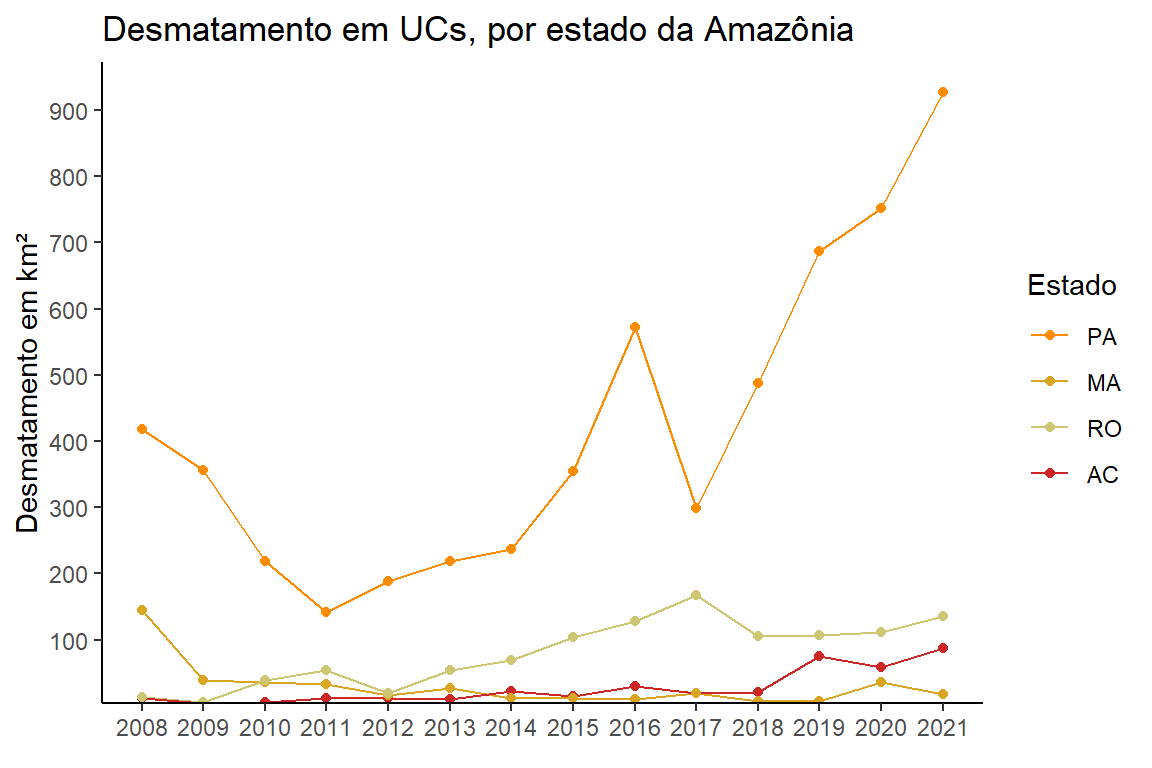 Desmatamento em UCs, por estado da Amazônia
Desmatamento em km²
900
800
700
600
500
400
300
200
100
2008 2009 2010 2011 2012 2013 2014 2015 2016 2017 2018 2019 2020 2021
Estado
PA
MA
RO
AC